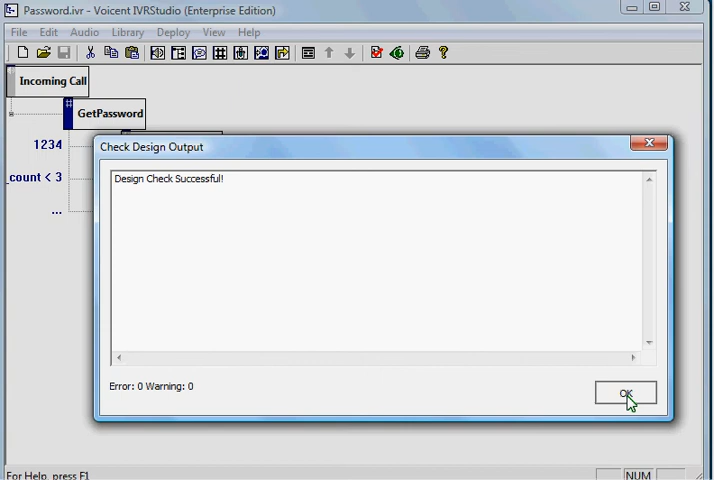 Password.ivr - Voicent IVRStudio (Enterprise Edition)
File Edit Audio Library Deploy View Help
Incoming Call
GetPassword
1234
_count < 3
...
Check Design Output
Design Check Successful!
Error: 0 Warning: 0
OK
For Help, press F1
NUM